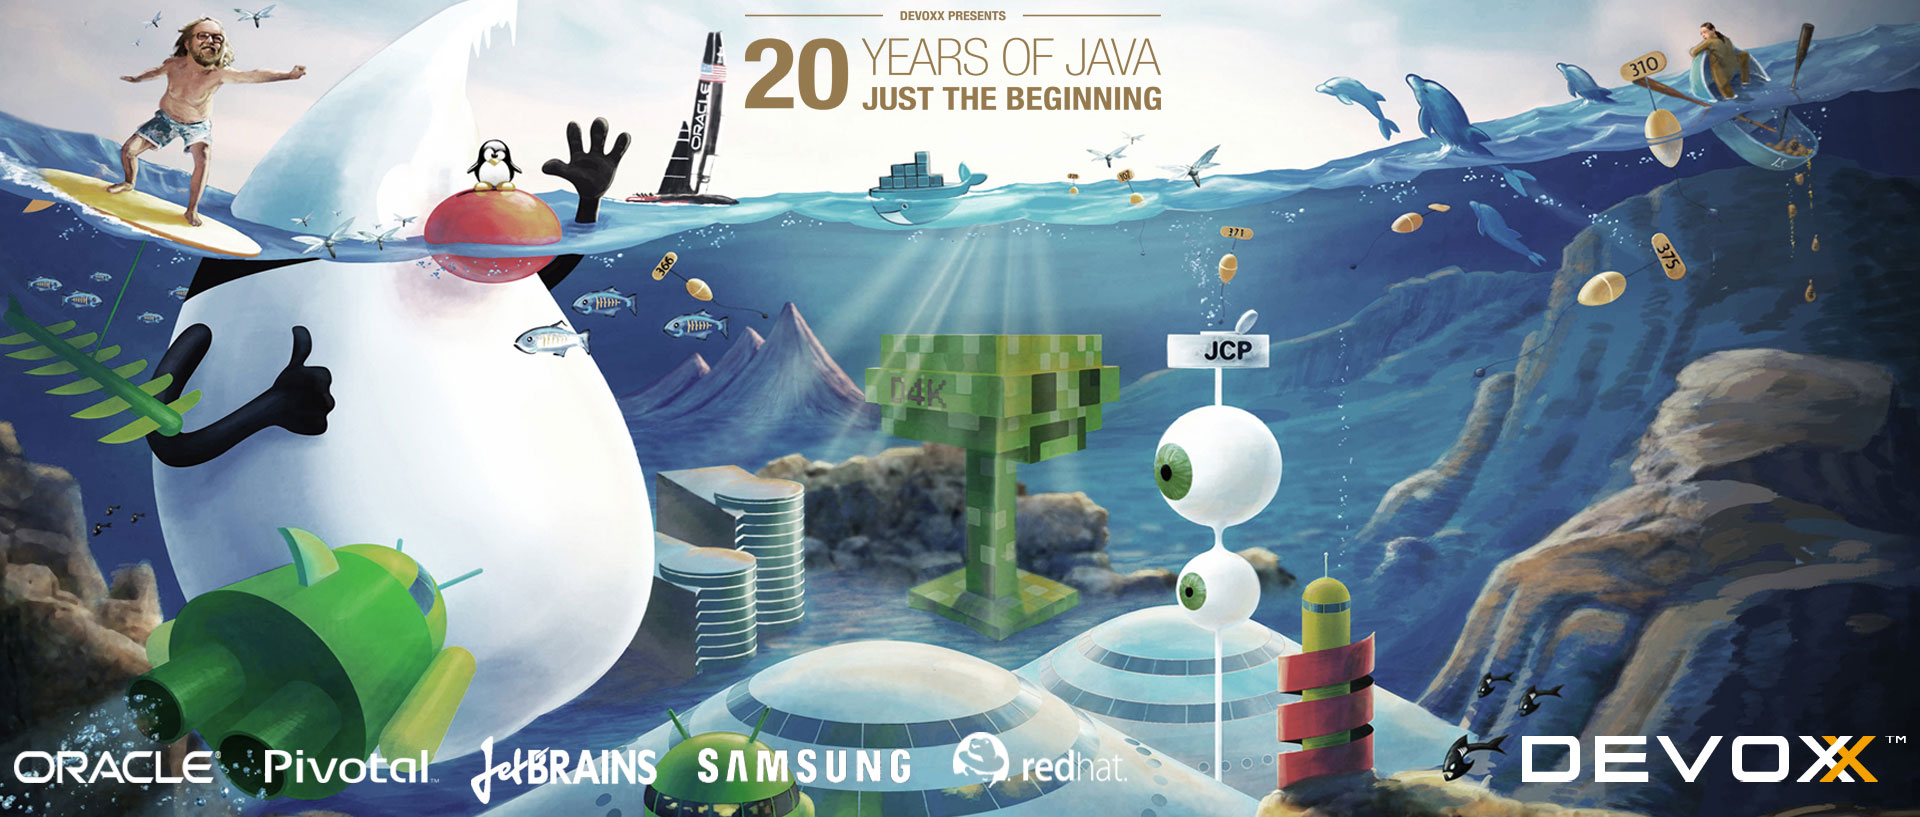 DEVOXX PRESENTS
20 YEARS OF JAVA
JUST THE BEGINNING
ORACLE
310
371
366
375
JCP
D4K
ORACLE
Pivotal
JetBRAINS
SAMSUNG
redhat.
DEVOXX™